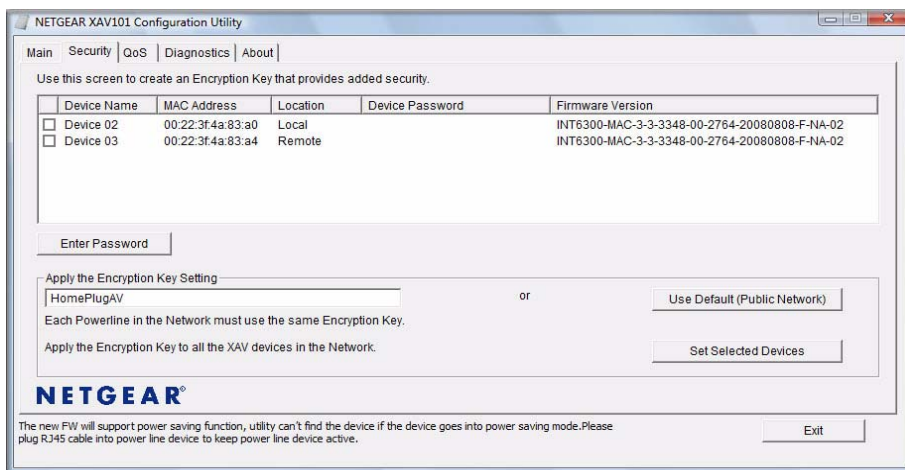 NETGEAR XAV101 Configuration Utility
Main Security QoS Diagnostics About
Use this screen to create an Encryption Key that provides added security.
Device Name MAC Address Location Device Password Firmware Version
Device 02 00:22:3f:4a:83:a0 Local INT6300-MAC-3-3-3348-00-2764-20080808-F-NA-02
Device 03 00:22:3f:4a:83:a4 Remote INT6300-MAC-3-3-3348-00-2764-20080808-F-NA-02
Enter Password
Apply the Encryption Key Setting
HomePlugAV or Use Default (Public Network)
Each Powerline in the Network must use the same Encryption Key.
Apply the Encryption Key to all the XAV devices in the Network. Set Selected Devices
NETGEAR®
The new FW will support power saving function, utility can't find the device if the device goes into power saving mode.Please
plug RJ45 cable into power line device to keep power line device active.
Exit